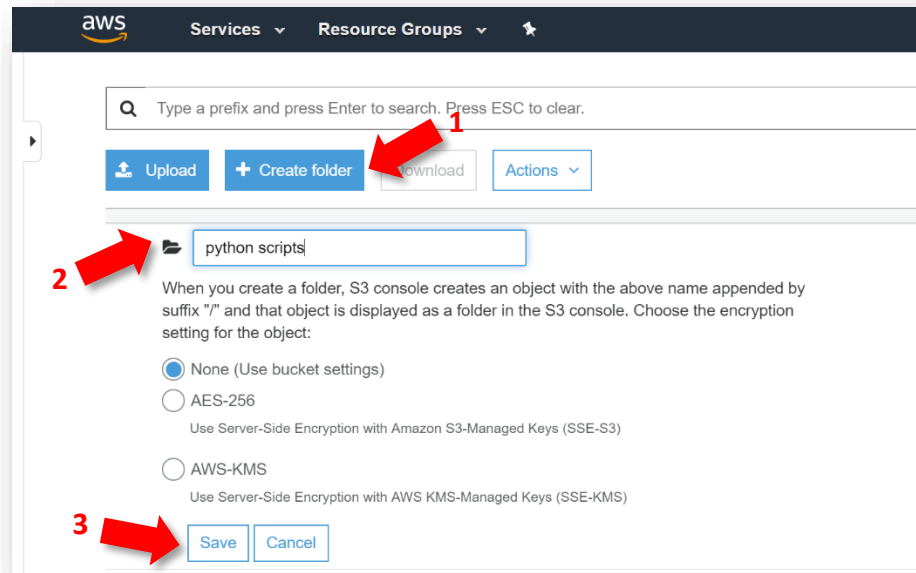 aws Services Resource Groups
Type a prefix and press Enter to search. Press ESC to clear.
1
Upload + Create folder Download Actions
python scripts
2
When you create a folder, S3 console creates an object with the above name appended by
suffix "/" and that object is displayed as a folder in the S3 console. Choose the encryption
setting for the object:
None (Use bucket settings)
AES-256
Use Server-Side Encryption with Amazon S3-Managed Keys (SSE-S3)
AWS-KMS
Use Server-Side Encryption with AWS KMS-Managed Keys (SSE-KMS)
3
Save Cancel